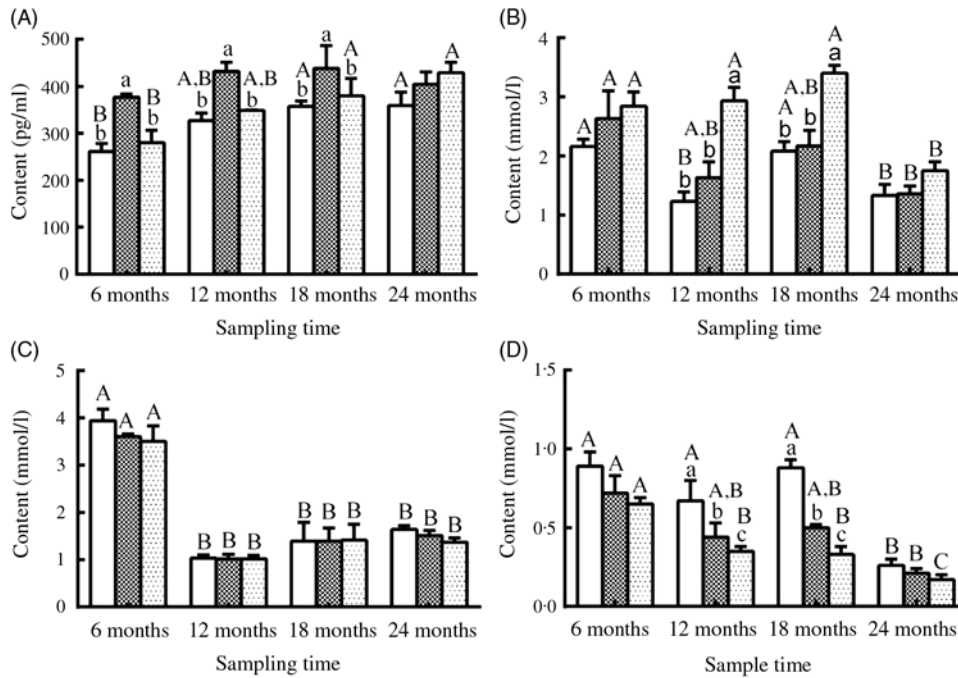 (A)
Content (pg/ml)
500
400
300
200
100
0
B
b
a
B
b
A,B
b
a
A,B
b
A
b
a
A
b
A
A
6 months 12 months 18 months 24 months
Sampling time
(B)
Content (mmol/l)
4
3
2
1
0
A
A
A
B
b
A,B
b
A
a
A
b
A,B
b
A
a
B
B
B
6 months 12 months 18 months 24 months
Sampling time
(C)
Content (mmol/l)
5
4
3
2
1
0
A
A
A
B
B
B
B
B
B
B
B
B
6 months 12 months 18 months 24 months
Sampling time
(D)
Content (mmol/l)
1·5
1·0
0·5
0·0
A
A
A
A
a
A,B
b
B
c
A
a
A,B
b
B
c
B
B
C
6 months 12 months 18 months 24 months
Sample time